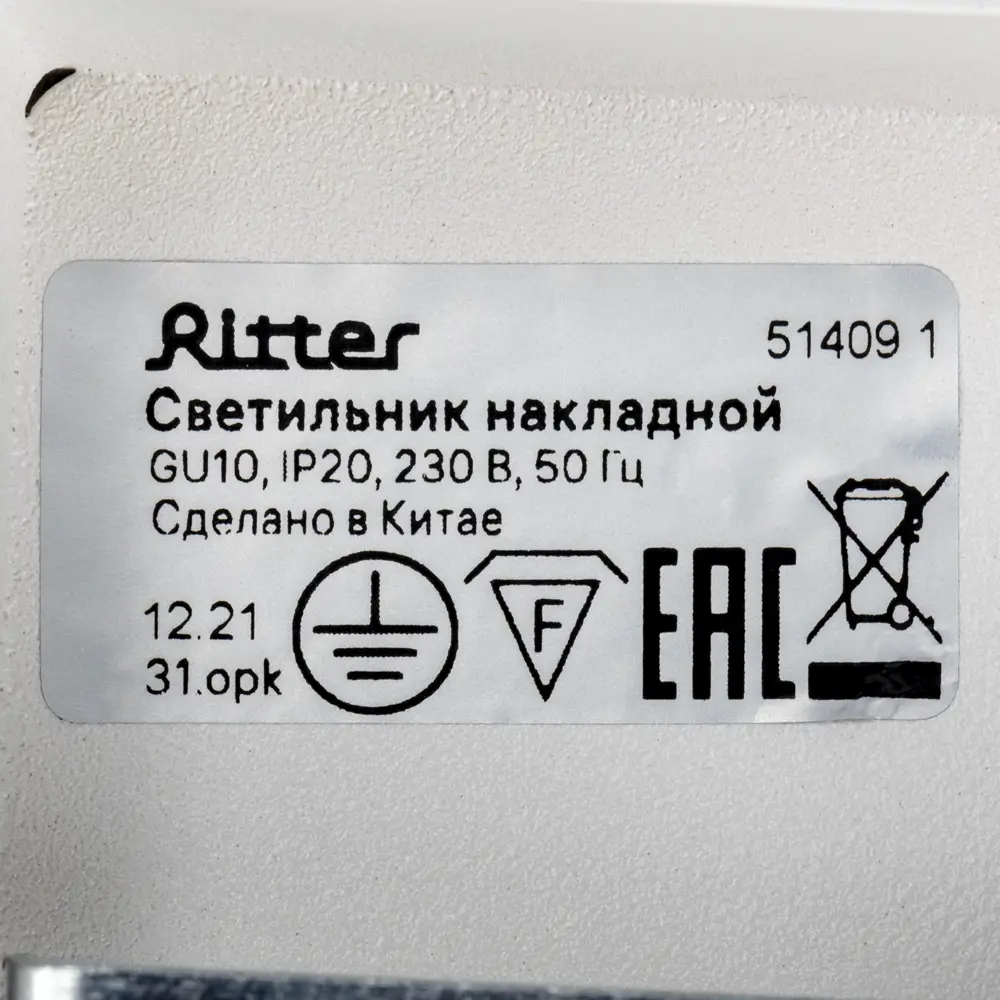 Ritter
51409 1
Светильник накладной
GU10, IP20, 230 В, 50 Гц
Сделано в Китае
12.21
31.opk
F
EAC